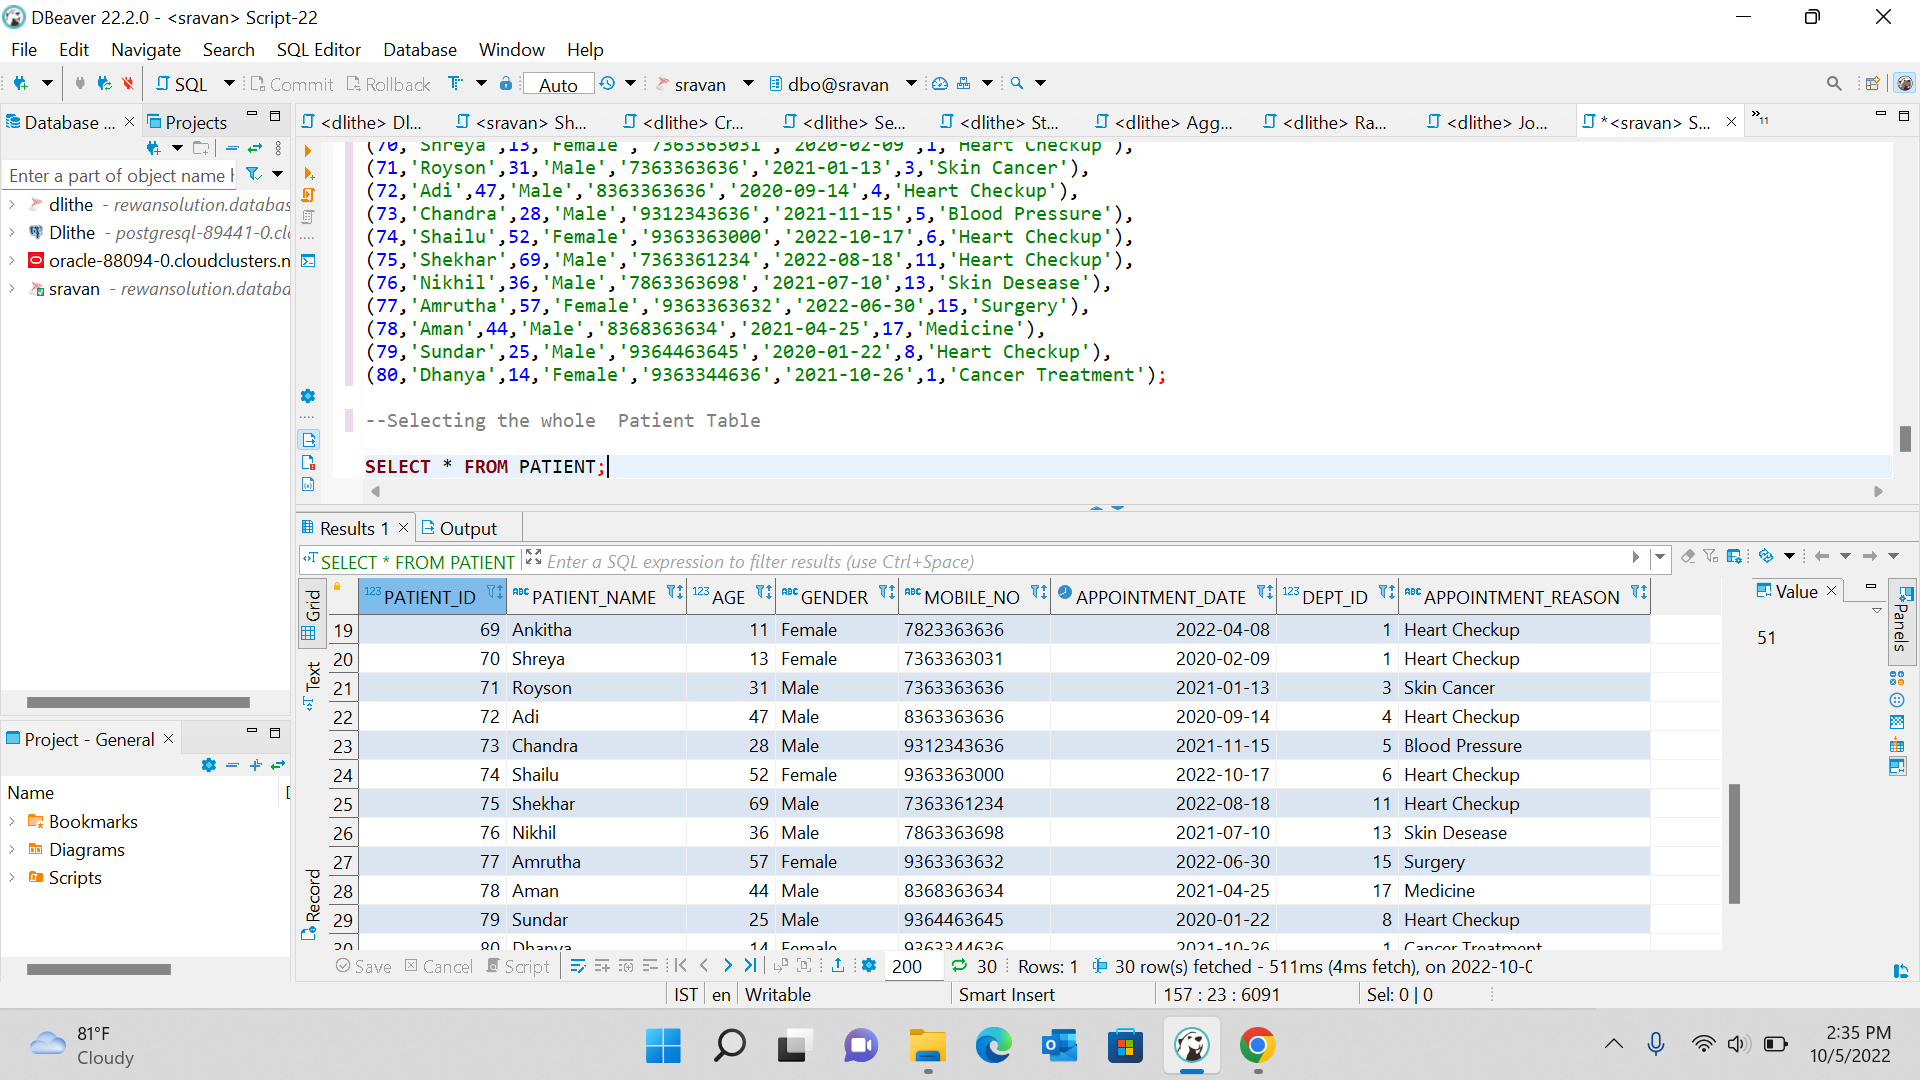 DBeaver 22.2.0 - <sravan> Script-22
File Edit Navigate Search SQL Editor Database Window Help
SQL Commit Rollback Auto sravan dbo@sravan
Database ... Projects
<dlithe> Dl... <sravan> Sh... <dlithe> Cr... <dlithe> Se... <dlithe> St... <dlithe> Agg... <dlithe> Ra... <dlithe> Jo... *<sravan> S... »11
Enter a part of object name h
dlithe - rewansolution.databas
Dlithe - postgresql-89441-0.clo
oracle-88094-0.cloudclusters.n
sravan - rewansolution.databa
(70,'Shreya',13,'Female','7363363031','2020-02-09',1,'Heart Checkup'),
(71,'Royson',31,'Male','7363363636','2021-01-13',3,'Skin Cancer'),
(72,'Adi',47,'Male','8363363636','2020-09-14',4,'Heart Checkup'),
(73,'Chandra',28,'Male','9312343636','2021-11-15',5,'Blood Pressure'),
(74,'Shailu',52,'Female','9363363000','2022-10-17',6,'Heart Checkup'),
(75,'Shekhar',69,'Male','7363361234','2022-08-18',11,'Heart Checkup'),
(76,'Nikhil',36,'Male','7863363698','2021-07-10',13,'Skin Desease'),
(77,'Amrutha',57,'Female','9363363632','2022-06-30',15,'Surgery'),
(78,'Aman',44,'Male','8368363634','2021-04-25',17,'Medicine'),
(79,'Sundar',25,'Male','9364463645','2020-01-22',8,'Heart Checkup'),
(80,'Dhanya',14,'Female','9363344636','2021-10-26',1,'Cancer Treatment');
--Selecting the whole  Patient Table
SELECT * FROM PATIENT;
Results 1 Output
SELECT * FROM PATIENT Enter a SQL expression to filter results (use Ctrl+Space)
Grid
Text
Record
123 PATIENT_ID ABC PATIENT_NAME 123 AGE ABC GENDER ABC MOBILE_NO APPOINTMENT_DATE 123 DEPT_ID ABC APPOINTMENT_REASON
19 69 Ankitha 11 Female 7823363636 2022-04-08 1 Heart Checkup
20 70 Shreya 13 Female 7363363031 2020-02-09 1 Heart Checkup
21 71 Royson 31 Male 7363363636 2021-01-13 3 Skin Cancer
22 72 Adi 47 Male 8363363636 2020-09-14 4 Heart Checkup
23 73 Chandra 28 Male 9312343636 2021-11-15 5 Blood Pressure
24 74 Shailu 52 Female 9363363000 2022-10-17 6 Heart Checkup
25 75 Shekhar 69 Male 7363361234 2022-08-18 11 Heart Checkup
26 76 Nikhil 36 Male 7863363698 2021-07-10 13 Skin Desease
27 77 Amrutha 57 Female 9363363632 2022-06-30 15 Surgery
28 78 Aman 44 Male 8368363634 2021-04-25 17 Medicine
29 79 Sundar 25 Male 9364463645 2020-01-22 8 Heart Checkup
30 80 Dhanya 14 Female 9363344636 2021-10-26 1 Cancer Treatment
Value
51
Panels
Project - General
Name
Bookmarks
Diagrams
Scripts
Save Cancel Script 200 30 Rows: 1 30 row(s) fetched - 511ms (4ms fetch), on 2022-10-0
IST en Writable Smart Insert 157 : 23 : 6091 Sel: 0 | 0
81°F
Cloudy
2:35 PM
10/5/2022